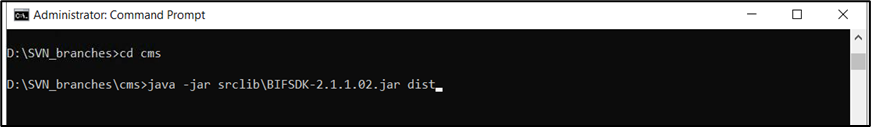 Administrator: Command Prompt
D:\SVN_branches>cd cms
D:\SVN_branches\cms>java -jar srclib\BIFSDK-2.1.1.02.jar dist